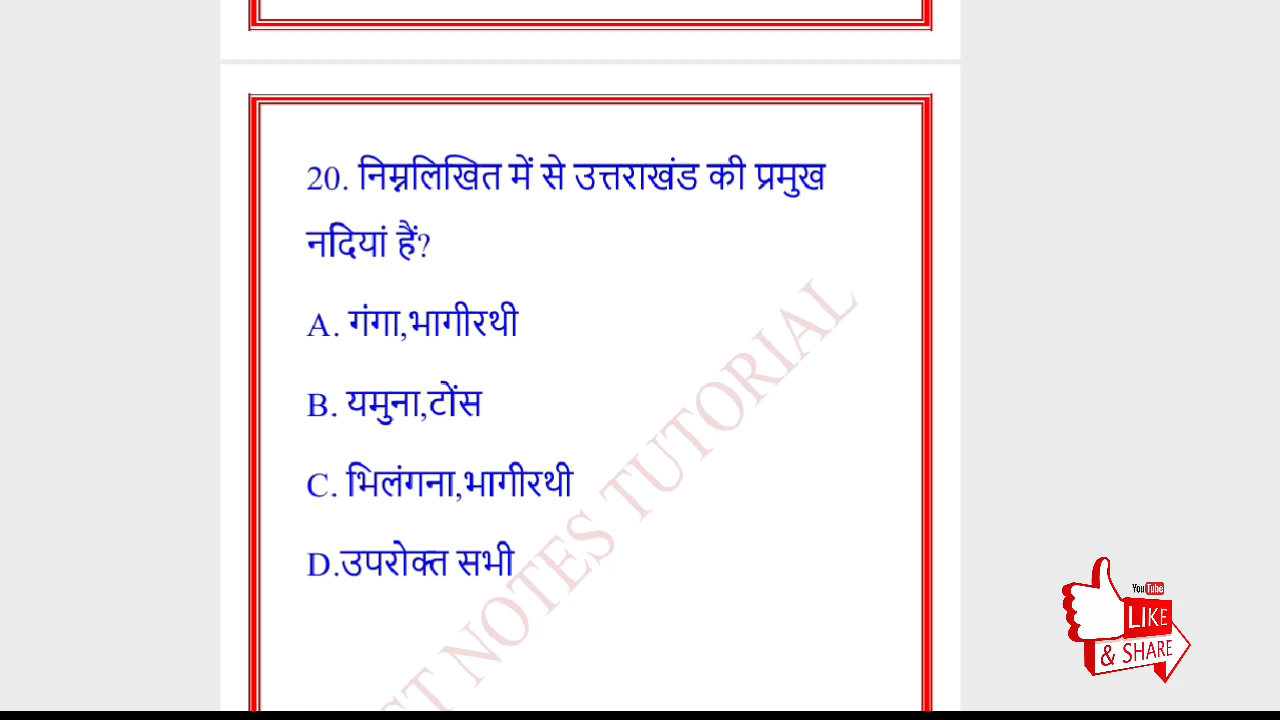 20. निम्नलिखित में से उत्तराखंड की प्रमुख
नदियां हैं?
A. गंगा,भागीरथी
B. यमुना,टोंस
C. भिलंगना,भागीरथी
D.उपरोक्त सभी
NOTES TUTORIAL
YouTube
LIKE
& SHARE